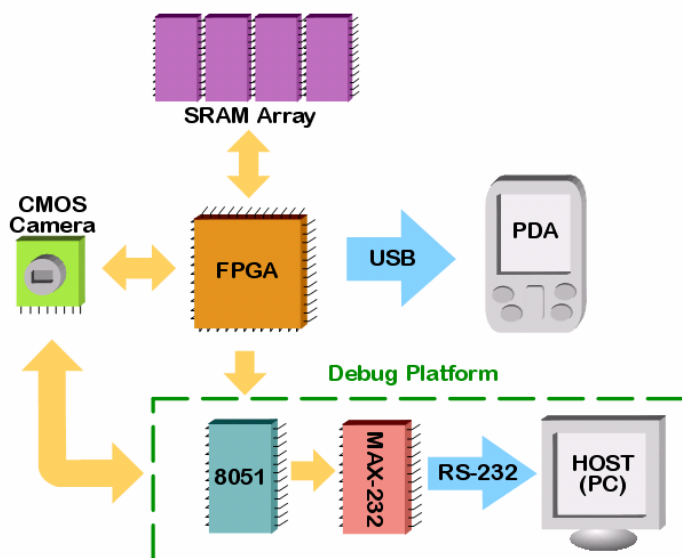 SRAM Array
CMOS
Camera
FPGA
USB
PDA
Debug Platform
8051
MAX-232
RS-232
HOST
(PC)